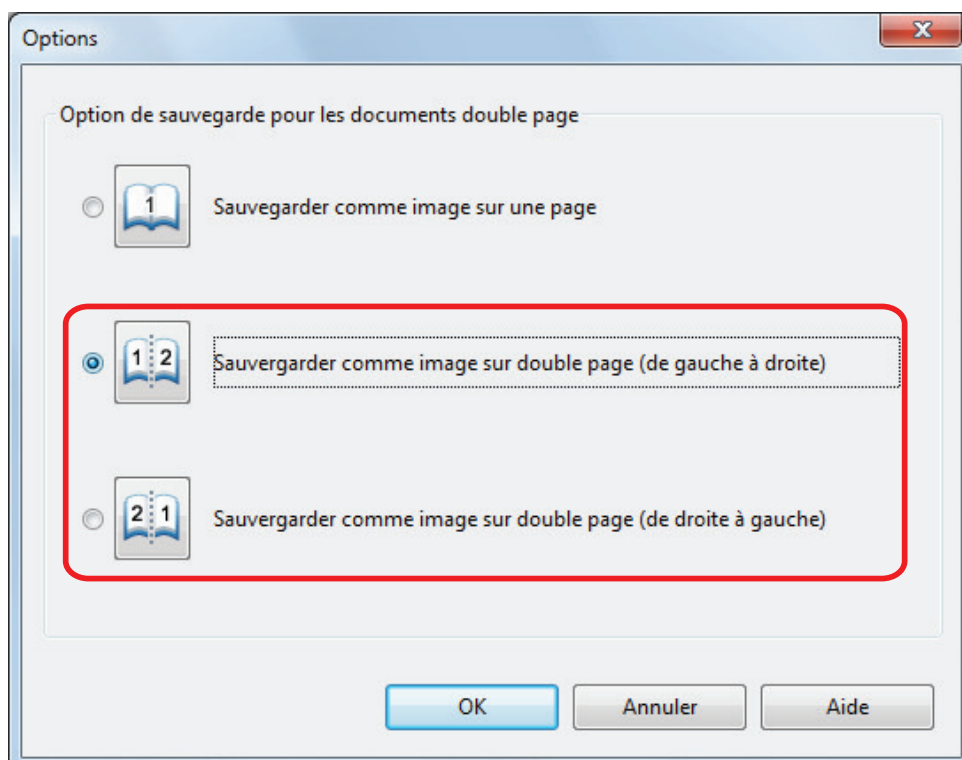 Options
Option de sauvegarde pour les documents double page
1
Sauvegarder comme image sur une page
1 2
Sauvergarder comme image sur double page (de gauche à droite)
2 1
Sauvergarder comme image sur double page (de droite à gauche)
OK Annuler Aide